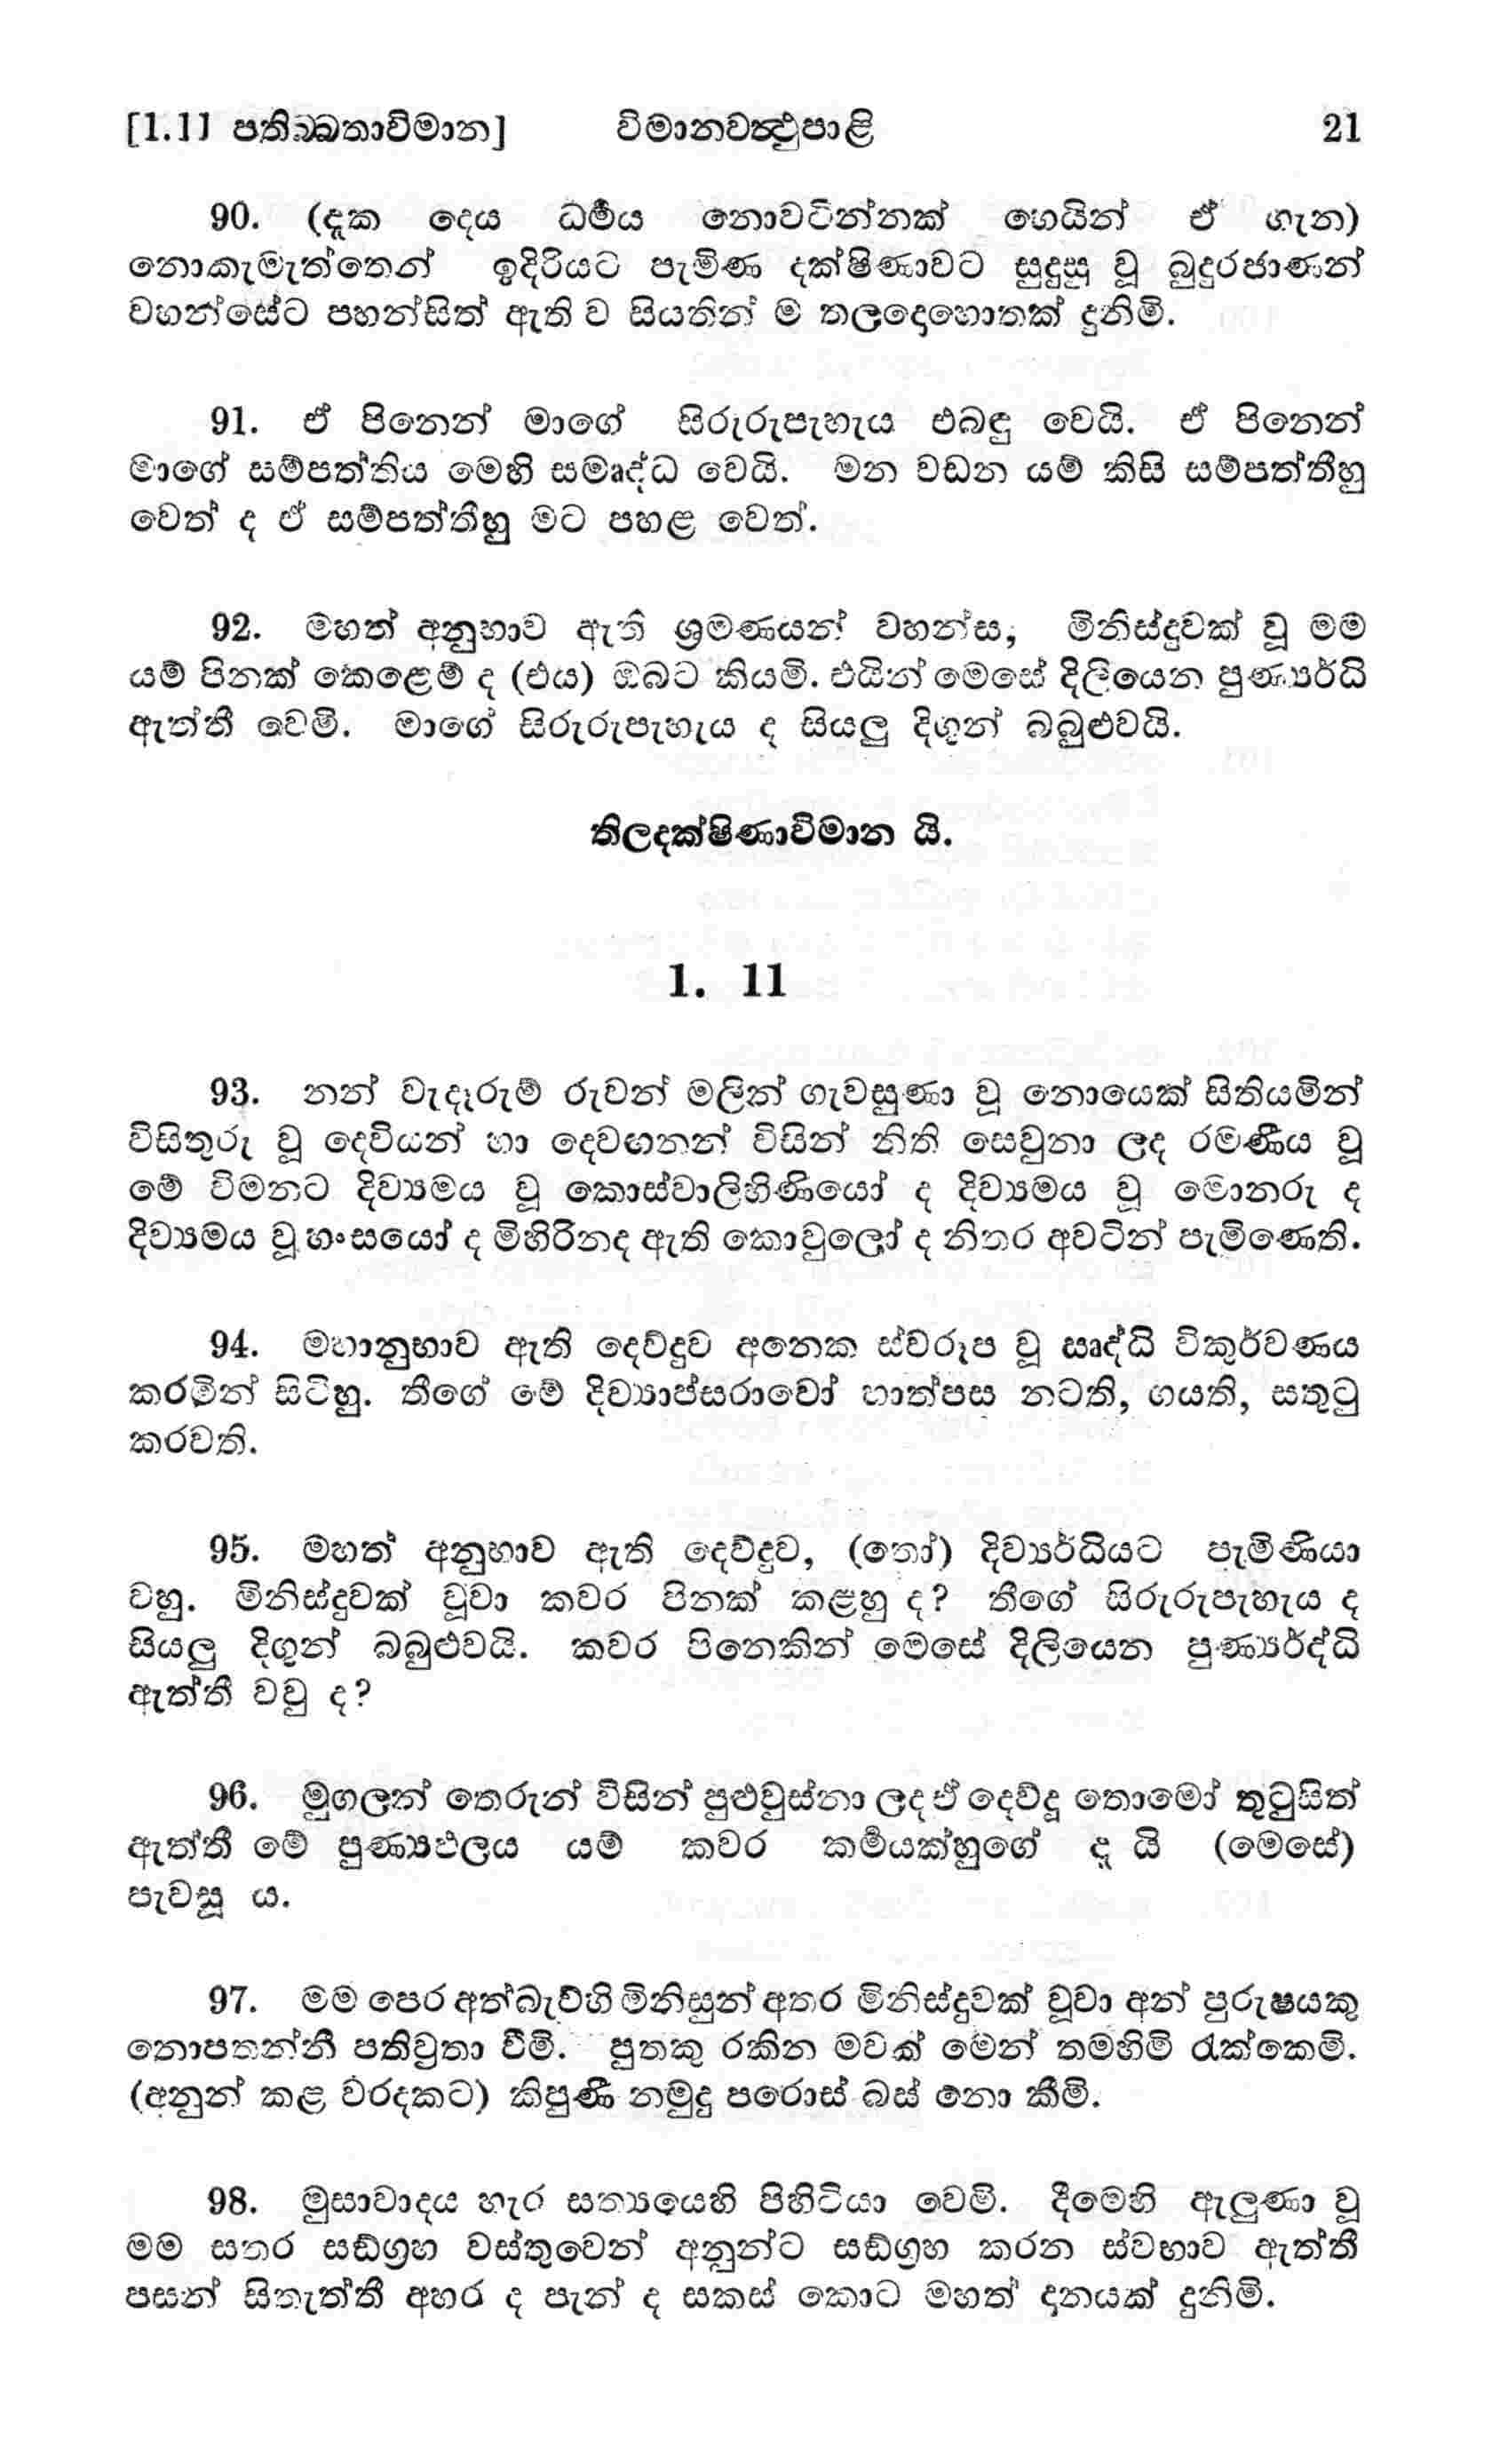 [1.11 පතිබ්බතාවිමාන] විමානවත්ථුපාළි 21
90. (දැක දෙය ධර්‍මය නොවටින්නක් හෙයින් ඒ ගැන)
නොකැමැත්තෙන් ඉදිරියට පැමිණ දක්ෂිණාවට සුදුසු වූ බුදුරජාණන්
වහන්සේට පහන්සිත් ඇති ව සියතින් ම තලදොහොතක් දුනිමි.
91. ඒ පිනෙන් මාගේ සිරුරුපැහැය එබඳු වෙයි. ඒ පිනෙන්
මාගේ සම්පත්තිය මෙහි සමෘද්ධ වෙයි. මන වඩන යම් කිසි සම්පත්තීහු
වෙත් ද ඒ සම්පත්තීහු මට පහළ වෙත්.
92. මහත් අනුභාව ඇති ශ්‍රමණයන් වහන්ස, මිනිස්දුවක් වූ මම
යම් පිනක් කෙළෙම් ද (එය) ඔබට කියමි. එයින් මෙසේ දිලියෙන පුණ්‍යර්ධි
ඇත්තී වෙමි. මාගේ සිරුරුපැහැය ද සියලු දිගුන් බබුළුවයි.
තිලදක්ෂිණාවිමාන යි.
1. 11
93. නන් වැදෑරුම් රුවන් මලින් ගැවසුණා වූ නොයෙක් සිතියමින්
විසිතුරු වූ දෙවියන් හා දෙවඟනන් විසින් නිති සෙවුනා ලද රමණීය වූ
මේ විමනට දිව්‍යමය වූ කොස්වාලිහිණියෝ ද දිව්‍යමය වූ මොනරු ද
දිව්‍යමය වූ හංසයෝ ද මිහිරිනද ඇති කොවුලෝ ද නිතර අවටින් පැමිණෙති.
94. මහානුභාව ඇති දෙව්දුව අනෙක ස්වරූප වූ ඍද්ධි විකුර්වණය
කරමින් සිටිහු. තීගේ මේ දිව්‍යාප්සරාවෝ හාත්පස නටති, ගයති, සතුටු
කරවති.
95. මහත් අනුභාව ඇති දෙව්දුව, (තෝ) දිව්‍යර්ධියට පැමිණියා
වහු. මිනිස්දුවක් වූවා කවර පිනක් කළහු ද? තීගේ සිරුරුපැහැය ද
සියලු දිගුන් බබුළුවයි. කවර පිනෙකින් මෙසේ දිලියෙන පුණ්‍යර්ද්ධි
ඇත්තී වවු ද?
96. මුගලන් තෙරුන් විසින් පුළුවුස්නා ලද ඒ දෙව්දූ තොමෝ තුටුසිත්
ඇත්තී මේ පුණ්‍යඵලය යම් කවර කර්‍මයක්හුගේ දැ යි (මෙසේ)
පැවසූ ය.
97. මම පෙර අත්බැව්හි මිනිසුන් අතර මිනිස්දුවක් වූවා අන් පුරුෂයකු
නොපතන්නී පතිව්‍රතා වීමි. පුතකු රකින මවක් මෙන් තමහිමි රැක්කෙමි.
(අනුන් කළ වරදකට) කිපුණී නමුදු පරොස් බස් නො කීමි.
98. මුසාවාදය හැර සත්‍යයෙහි පිහිටියා වෙමි. දීමෙහි ඇලුණා වූ
මම සතර සඞ්ග්‍රහ වස්තුවෙන් අනුන්ට සඞ්ග්‍රහ කරන ස්වභාව ඇත්තී
පසන් සිතැත්තී අහර ද පැන් ද සකස් කොට මහත් දානයක් දුනිමි.